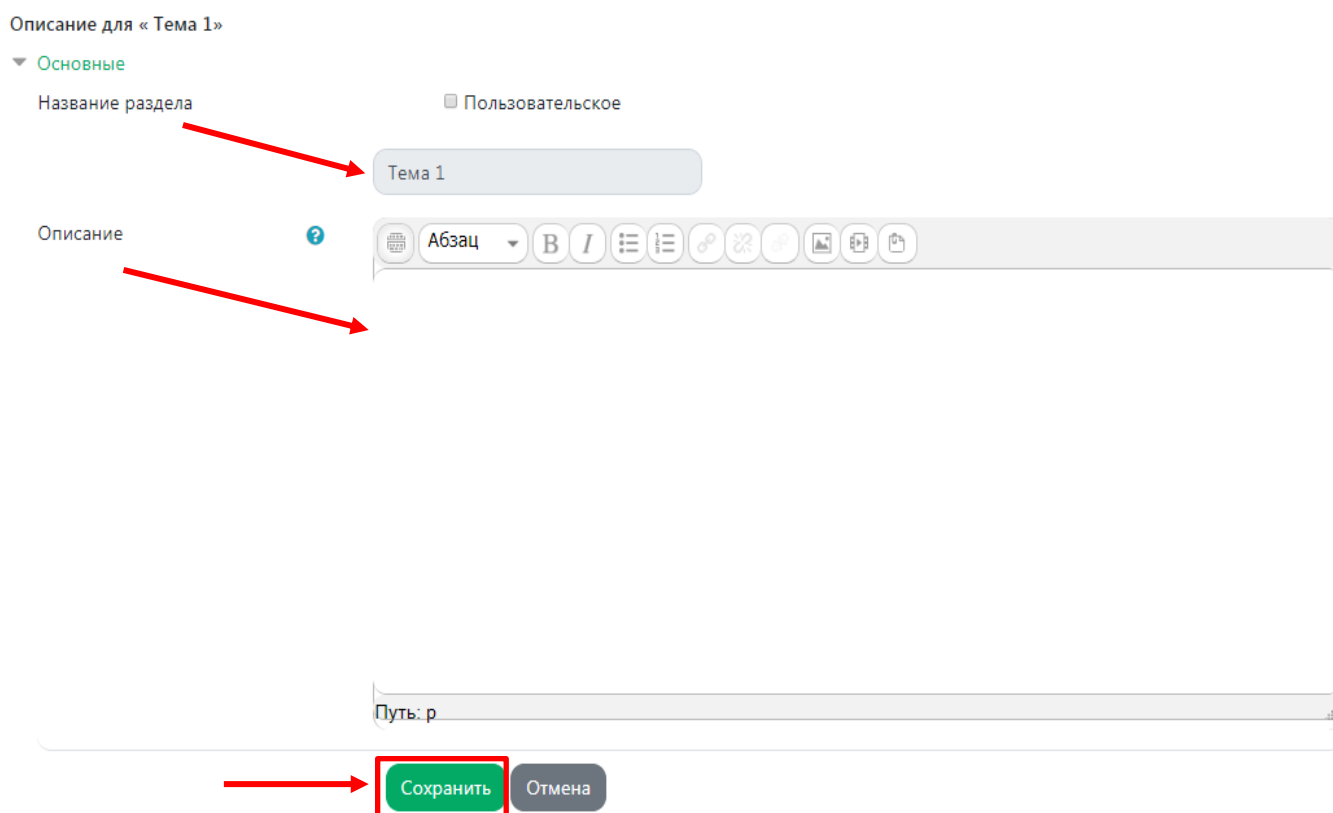 Описание для « Тема 1»
Основные
Название раздела
Пользовательское
Тема 1
Описание
Абзац
B I
Путь: p
Сохранить
Отмена